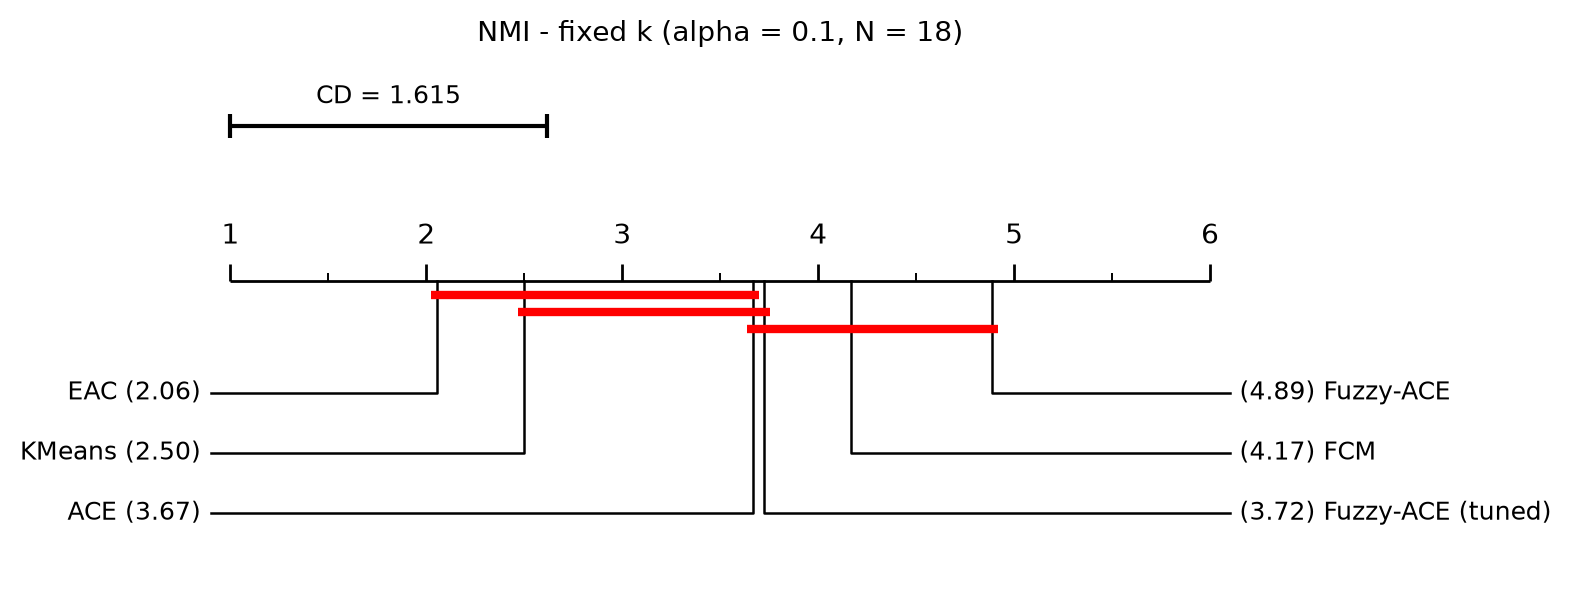 NMI - fixed k (alpha = 0.1, N = 18)
CD = 1.615
1 2 3 4 5 6
EAC (2.06)
(4.89) Fuzzy-ACE
KMeans (2.50)
(4.17) FCM
ACE (3.67)
(3.72) Fuzzy-ACE (tuned)